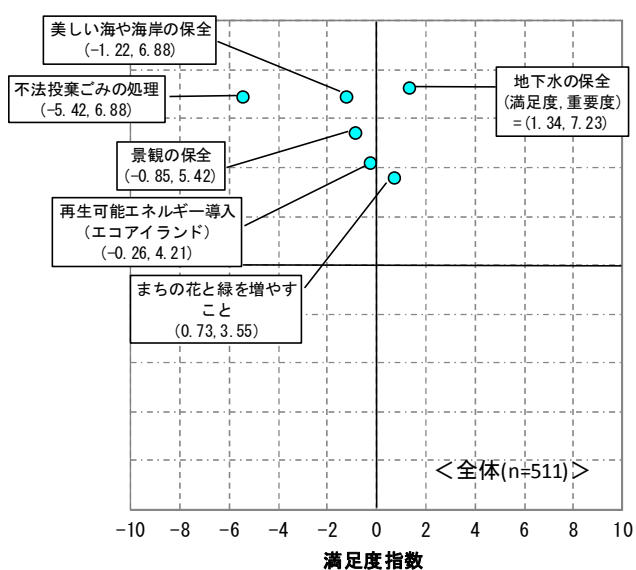 美しい海や海岸の保全
(−1.22, 6.88)
不法投棄ごみの処理
(−5.42, 6.88)
地下水の保全
(満足度, 重要度)
=(1.34, 7.23)
景観の保全
(−0.85, 5.42)
再生可能エネルギー導入
(エコアイランド)
(−0.26, 4.21)
まちの花と緑を増やす
こと
(0.73, 3.55)
<全体(n=511)>
−10 −8 −6 −4 −2 0 2 4 6 8 10
満足度指数